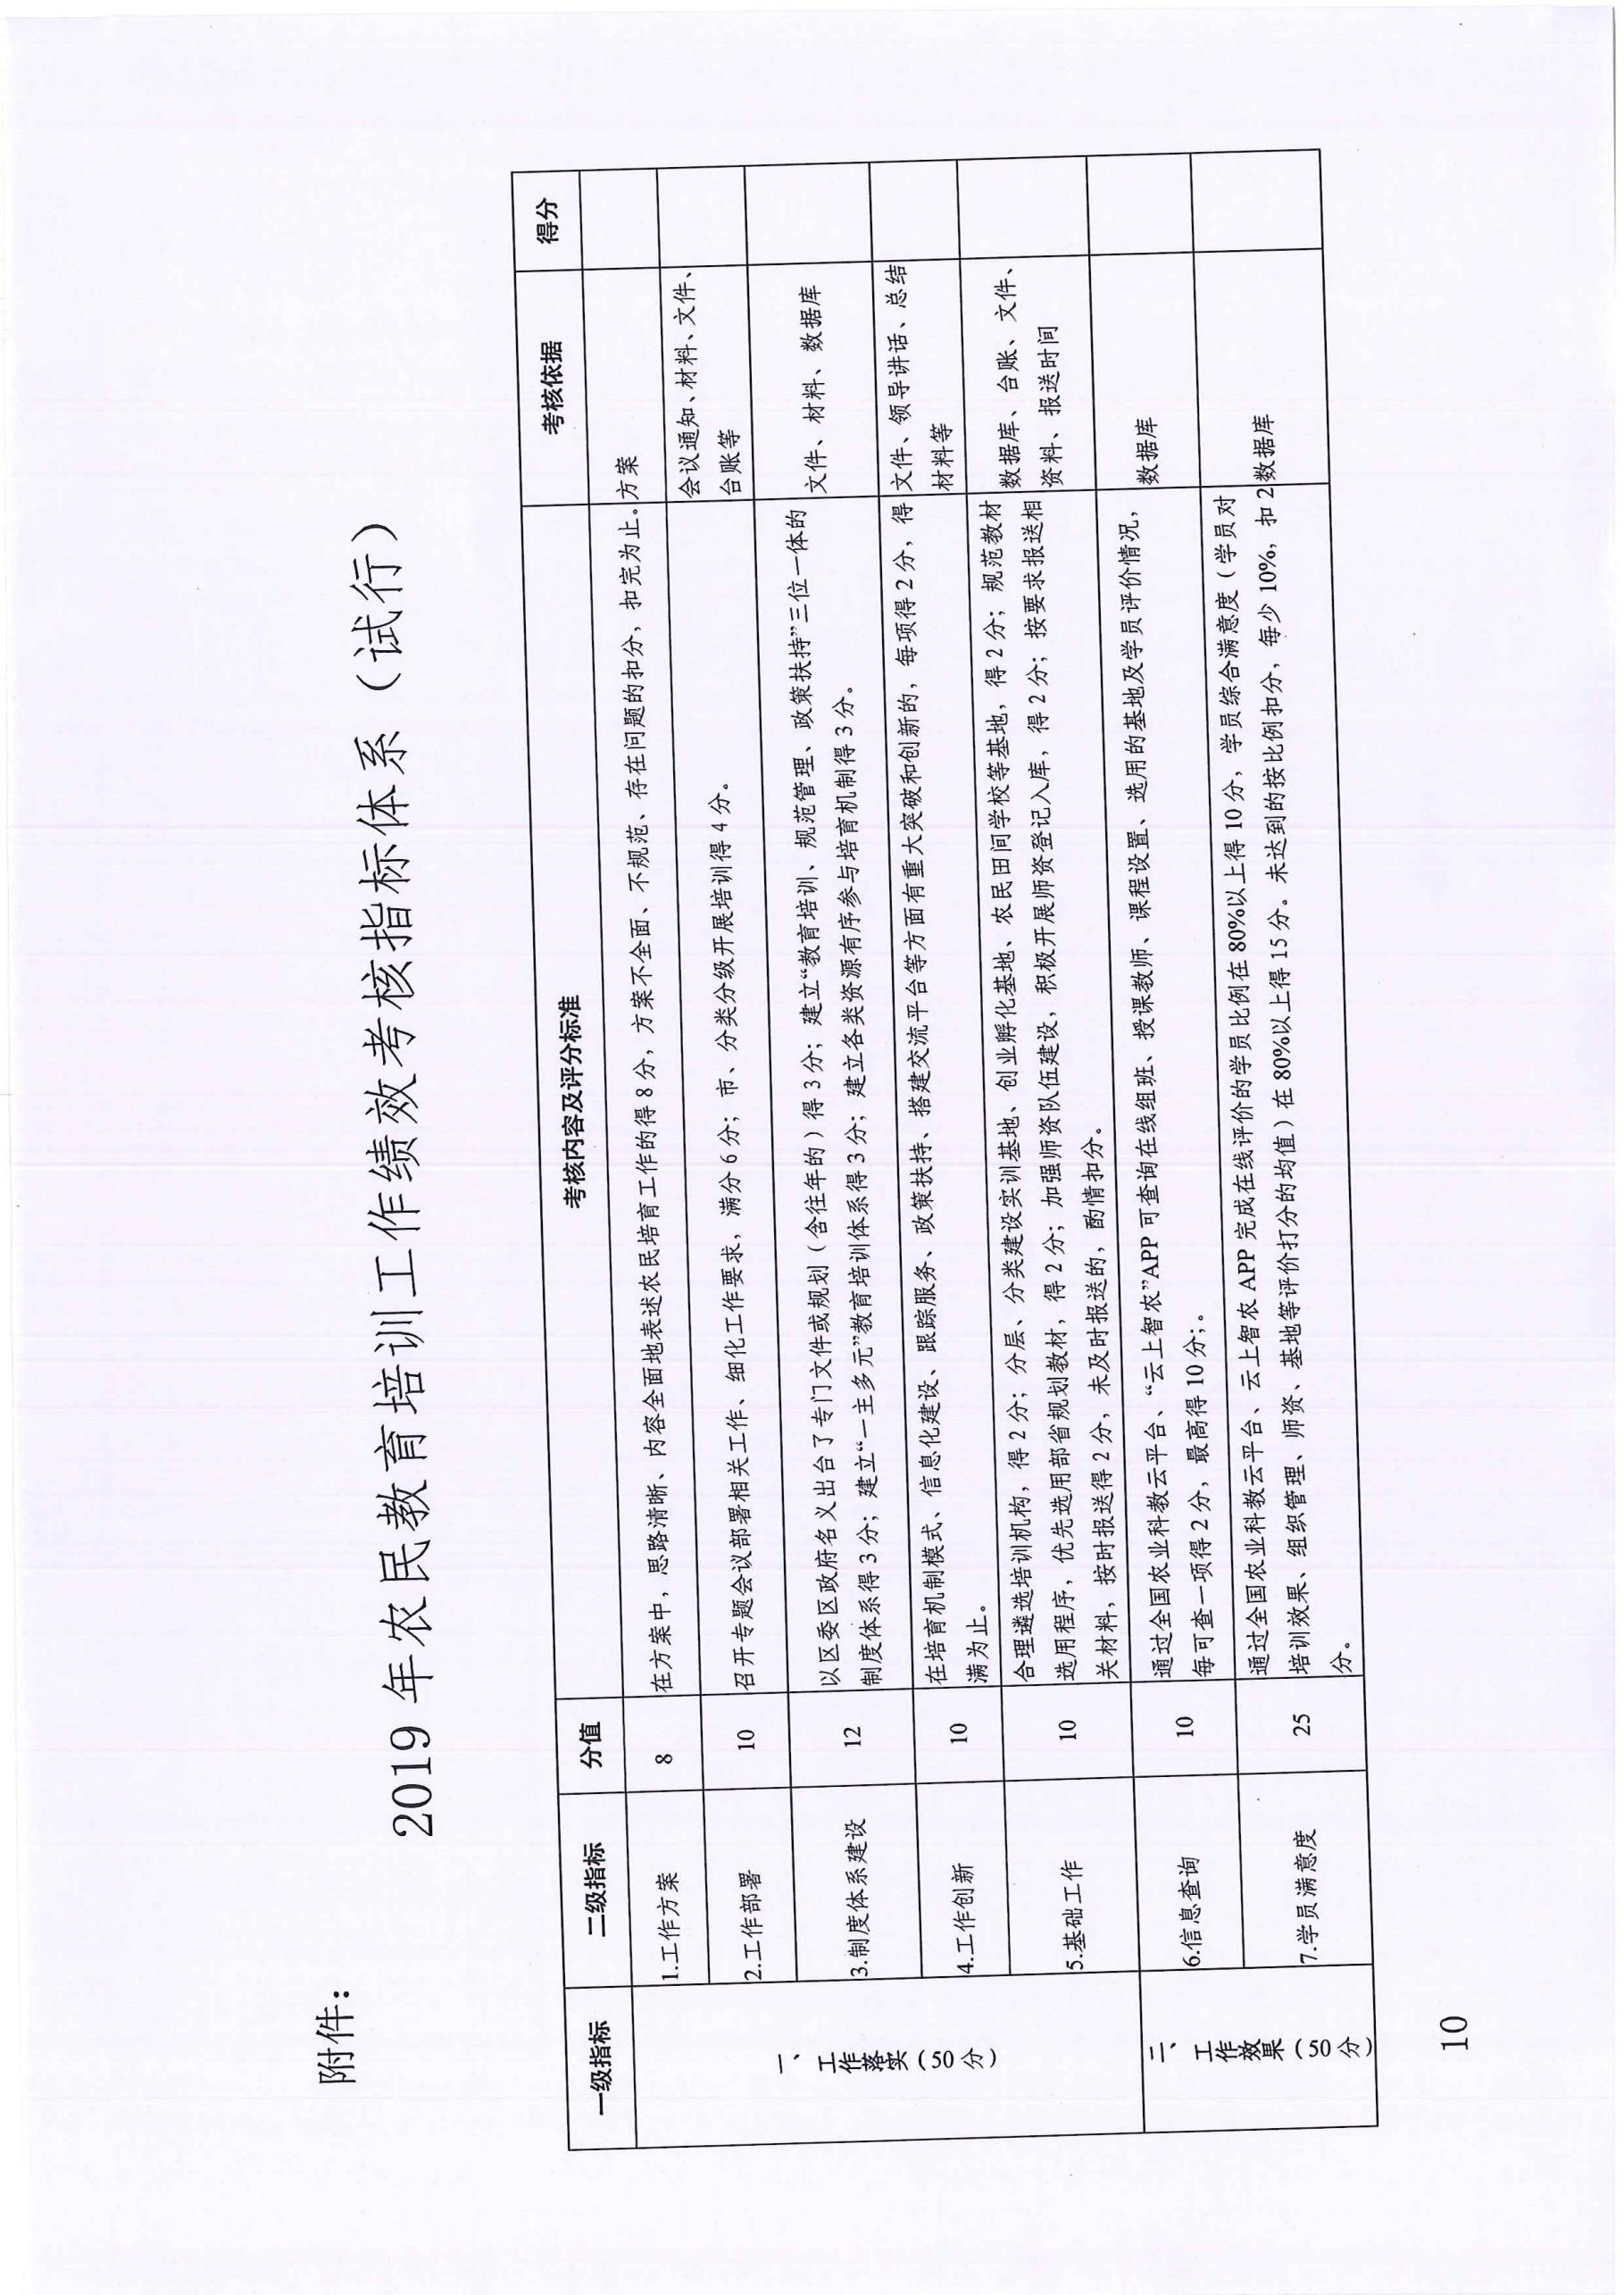 附件：
2019 年农民教育培训工作绩效考核指标体系（试行）
一级指标
二级指标
分值
考核内容及评分标准
考核依据
得分
一、
工作
落实（50 分）
1.工作方案
8
在方案中，思路清晰、内容全面地表述农民培育工作的得 8 分，方案不全面、不规范、存在问题的扣分，扣完为止。
方案
2.工作部署
10
召开专题会议部署相关工作、细化工作要求，满分 6 分；市、分类分级开展培训得 4 分。
会议通知、材料、文件、
台账等
3.制度体系建设
12
以区委区政府名义出台了专门文件或规划（含往年的）得 3 分；建立“教育培训、规范管理、政策扶持”三位一体的
制度体系得 3 分；建立“一主多元”教育培训体系得 3 分；建立各类资源有序参与培育机制得 3 分。
文件、材料、数据库
4.工作创新
10
在培育机制模式、信息化建设、跟踪服务、政策扶持、搭建交流平台等方面有重大突破和创新的，每项得 2 分，得
满为止。
文件、领导讲话、总结
材料等
5.基础工作
10
合理遴选培训机构，得 2 分；分层、分类建设实训基地、创业孵化基地、农民田间学校等基地，得 2 分；规范教材
选用程序，优先选用部省规划教材，得 2 分；加强师资队伍建设，积极开展师资登记入库，得 2 分；按要求报送相
关材料，按时报送得 2 分，未及时报送的，酌情扣分。
数据库、台账、文件、
资料、报送时间
二、
工作
效果（50 分）
6.信息查询
10
通过全国农业科教云平台、“云上智农”APP 可查询在线组班、授课教师、课程设置、选用的基地及学员评价情况，
每可查一项得 2 分，最高得 10 分；。
数据库
7.学员满意度
25
通过全国农业科教云平台、云上智农 APP 完成在线评价的学员比例在 80%以上得 10 分，学员综合满意度（学员对
培训效果、组织管理、师资、基地等评价打分的均值）在 80%以上得 15 分。未达到的按比例扣分，每少 10%，扣 2
分。
数据库
10